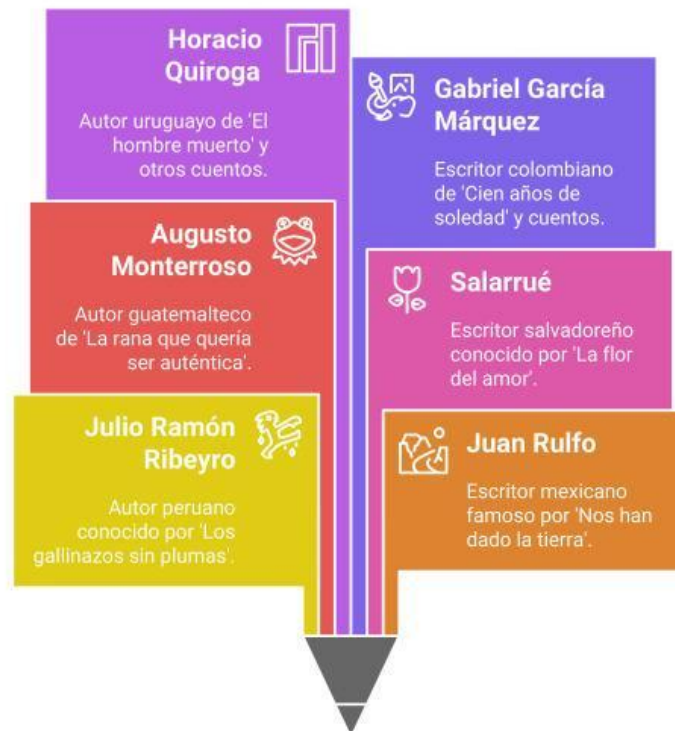 Horacio
Quiroga
Autor uruguayo de 'El
hombre muerto' y
otros cuentos.
Gabriel García
Márquez
Escritor colombiano
de 'Cien años de
soledad' y cuentos.
Augusto
Monterroso
Autor guatemalteco
de 'La rana que quería
ser auténtica'.
Salarrué
Escritor salvadoreño
conocido por 'La flor
del amor'.
Julio Ramón
Ribeyro
Autor peruano
conocido por 'Los
gallinazos sin plumas'.
Juan Rulfo
Escritor mexicano
famoso por 'Nos han
dado la tierra'.